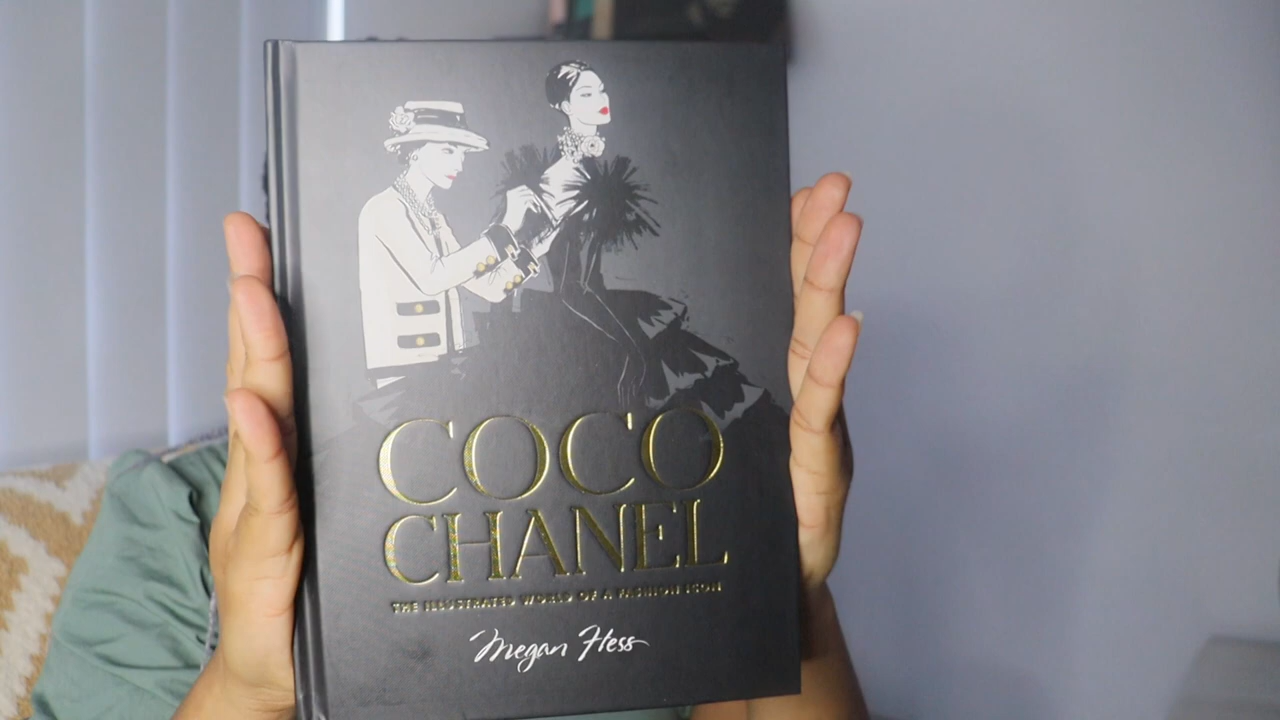 COCO
CHANEL
THE ILLUSTRATED WORLD OF A FASHION ICON
Megan Hess